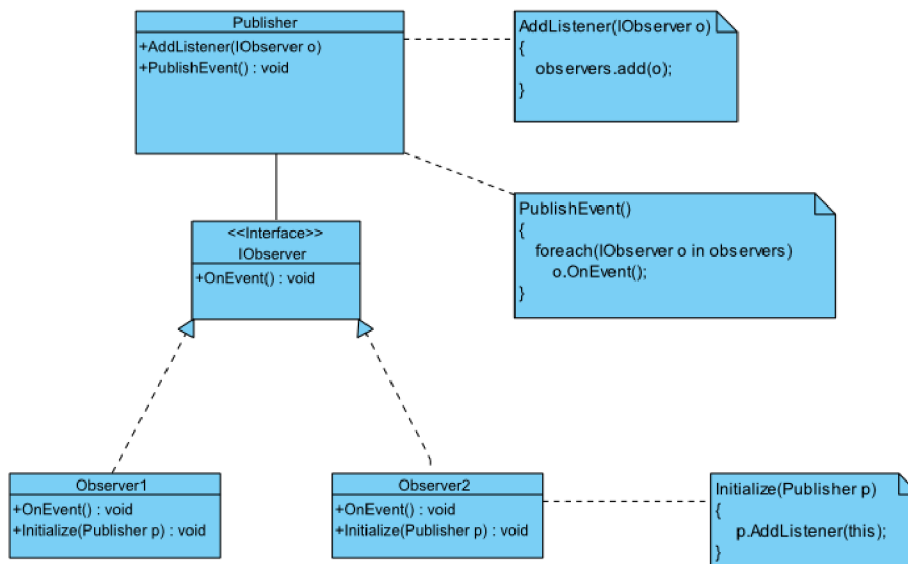 Publisher
+AddListener(IObserver o)
+PublishEvent() : void
AddListener(IObserver o)
{
observers.add(o);
}
PublishEvent()
{
foreach(IObserver o in observers)
o.OnEvent();
}
<<Interface>>
IObserver
+OnEvent() : void
Observer1
+OnEvent() : void
+Initialize(Publisher p) : void
Observer2
+OnEvent() : void
+Initialize(Publisher p) : void
Initialize(Publisher p)
{
p.AddListener(this);
}